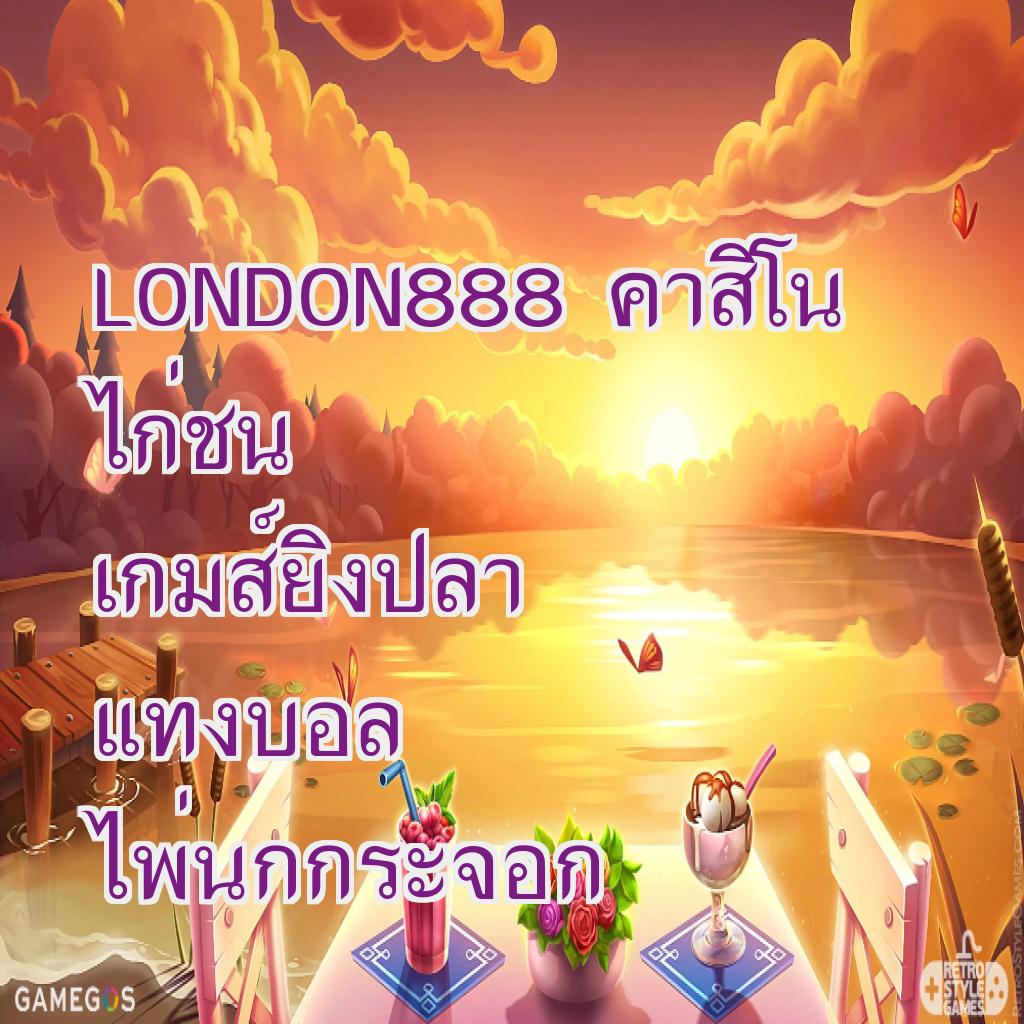 LONDON888 คาสิโน
ไก่ชน
เกมส์ยิงปลา
แทงบอล
ไพ่นกกระจอก
GAMEGOS
RETRO
STYLE
GAMES
RETROSTYLEGAMES.COM